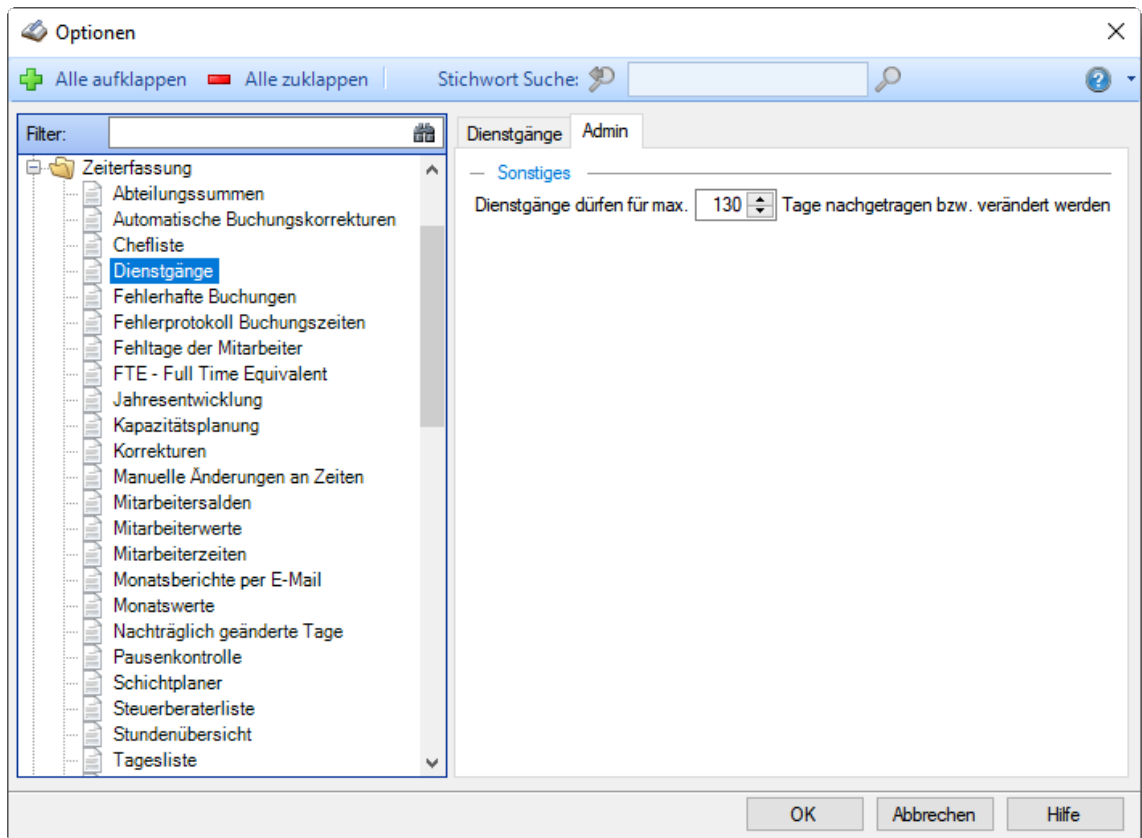 Optionen
Alle aufklappen Alle zuklappen Stichwort Suche:
Filter:
Zeiterfassung
Abteilungssummen
Automatische Buchungskorrekturen
Chefliste
Dienstgänge
Fehlerhafte Buchungen
Fehlerprotokoll Buchungszeiten
Fehltage der Mitarbeiter
FTE - Full Time Equivalent
Jahresentwicklung
Kapazitätsplanung
Korrekturen
Manuelle Änderungen an Zeiten
Mitarbeitersalden
Mitarbeiterwerte
Mitarbeiterzeiten
Monatsberichte per E-Mail
Monatswerte
Nachträglich geänderte Tage
Pausenkontrolle
Schichtplaner
Steuerberaterliste
Stundenübersicht
Tagesliste
Dienstgänge Admin
Sonstiges
Dienstgänge dürfen für max. 130 Tage nachgetragen bzw. verändert werden
OK Abbrechen Hilfe